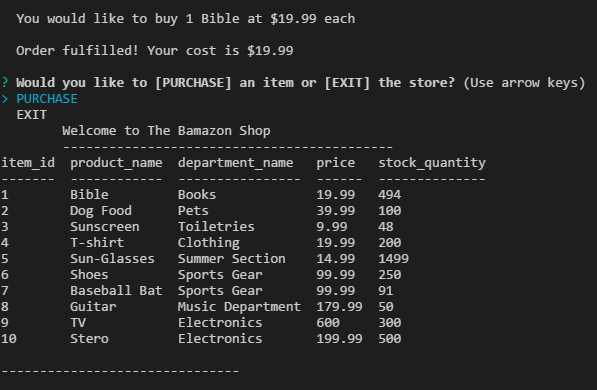 You would like to buy 1 Bible at $19.99 each
Order fulfilled! Your cost is $19.99
? Would you like to [PURCHASE] an item or [EXIT] the store? (Use arrow keys)
> PURCHASE
EXIT
Welcome to The Bamazon Shop
-------------------------------------------
item_id  product_name  department_name   price   stock_quantity
-------  ------------  ----------------  ------  --------------
1        Bible         Books             19.99   494
2        Dog Food      Pets              39.99   100
3        Sunscreen     Toiletries        9.99    48
4        T-shirt       Clothing          19.99   200
5        Sun-Glasses   Summer Section    14.99   1499
6        Shoes         Sports Gear       99.99   250
7        Baseball Bat  Sports Gear       99.99   91
8        Guitar        Music Department  179.99  50
9        TV            Electronics       600     300
10       Stero         Electronics       199.99  500
-------------------------------